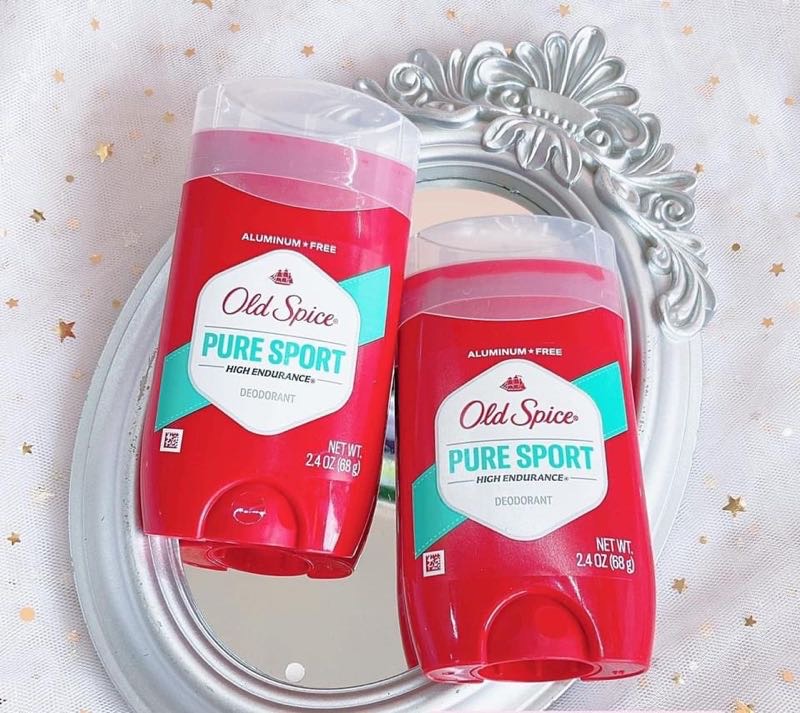 ALUMINUM★FREE
Old Spice®
PURE SPORT
HIGH ENDURANCE®
DEODORANT
NET WT.
2.4 OZ (68 g)
ALUMINUM★FREE
Old Spice®
PURE SPORT
HIGH ENDURANCE®
DEODORANT
NET WT.
2.4 OZ (68 g)